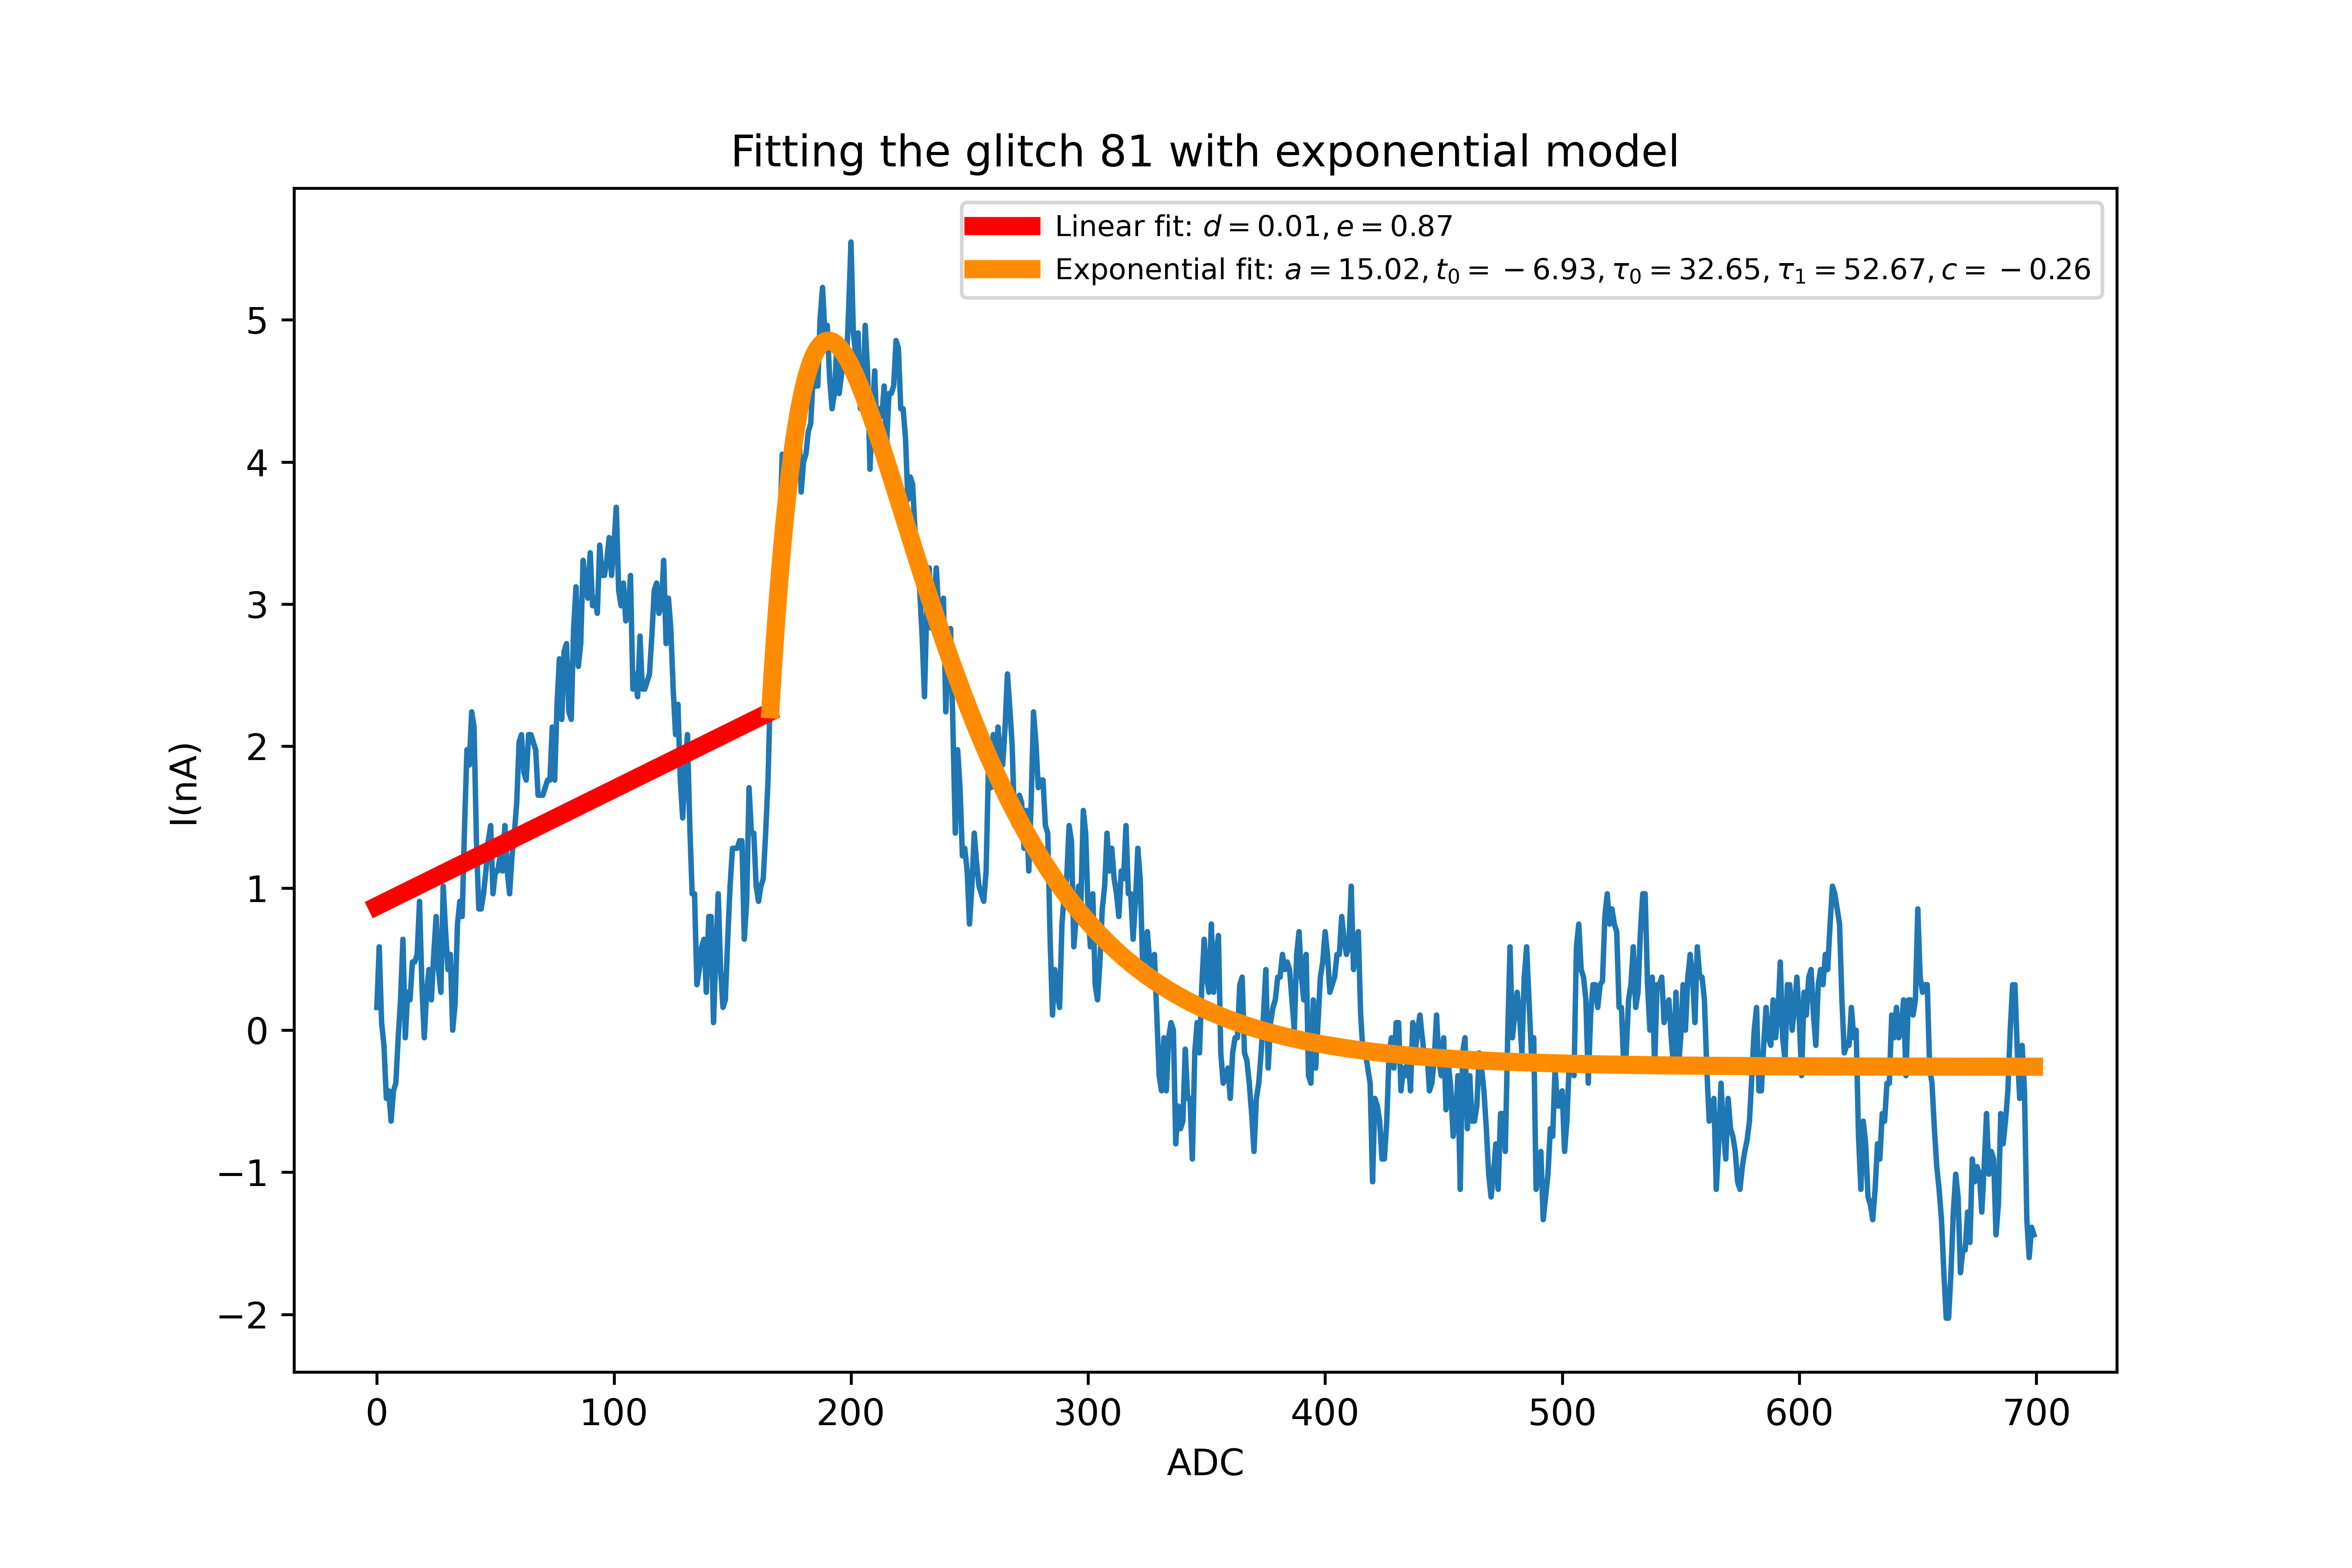 Fitting the glitch 81 with exponential model
Linear fit: d = 0.01, e = 0.87
Exponential fit: a = 15.02, t₀ = −6.93, τ₀ = 32.65, τ₁ = 52.67, c = −0.26
5
4
3
2
1
0
−1
−2
I(nA)
0 100 200 300 400 500 600 700
ADC